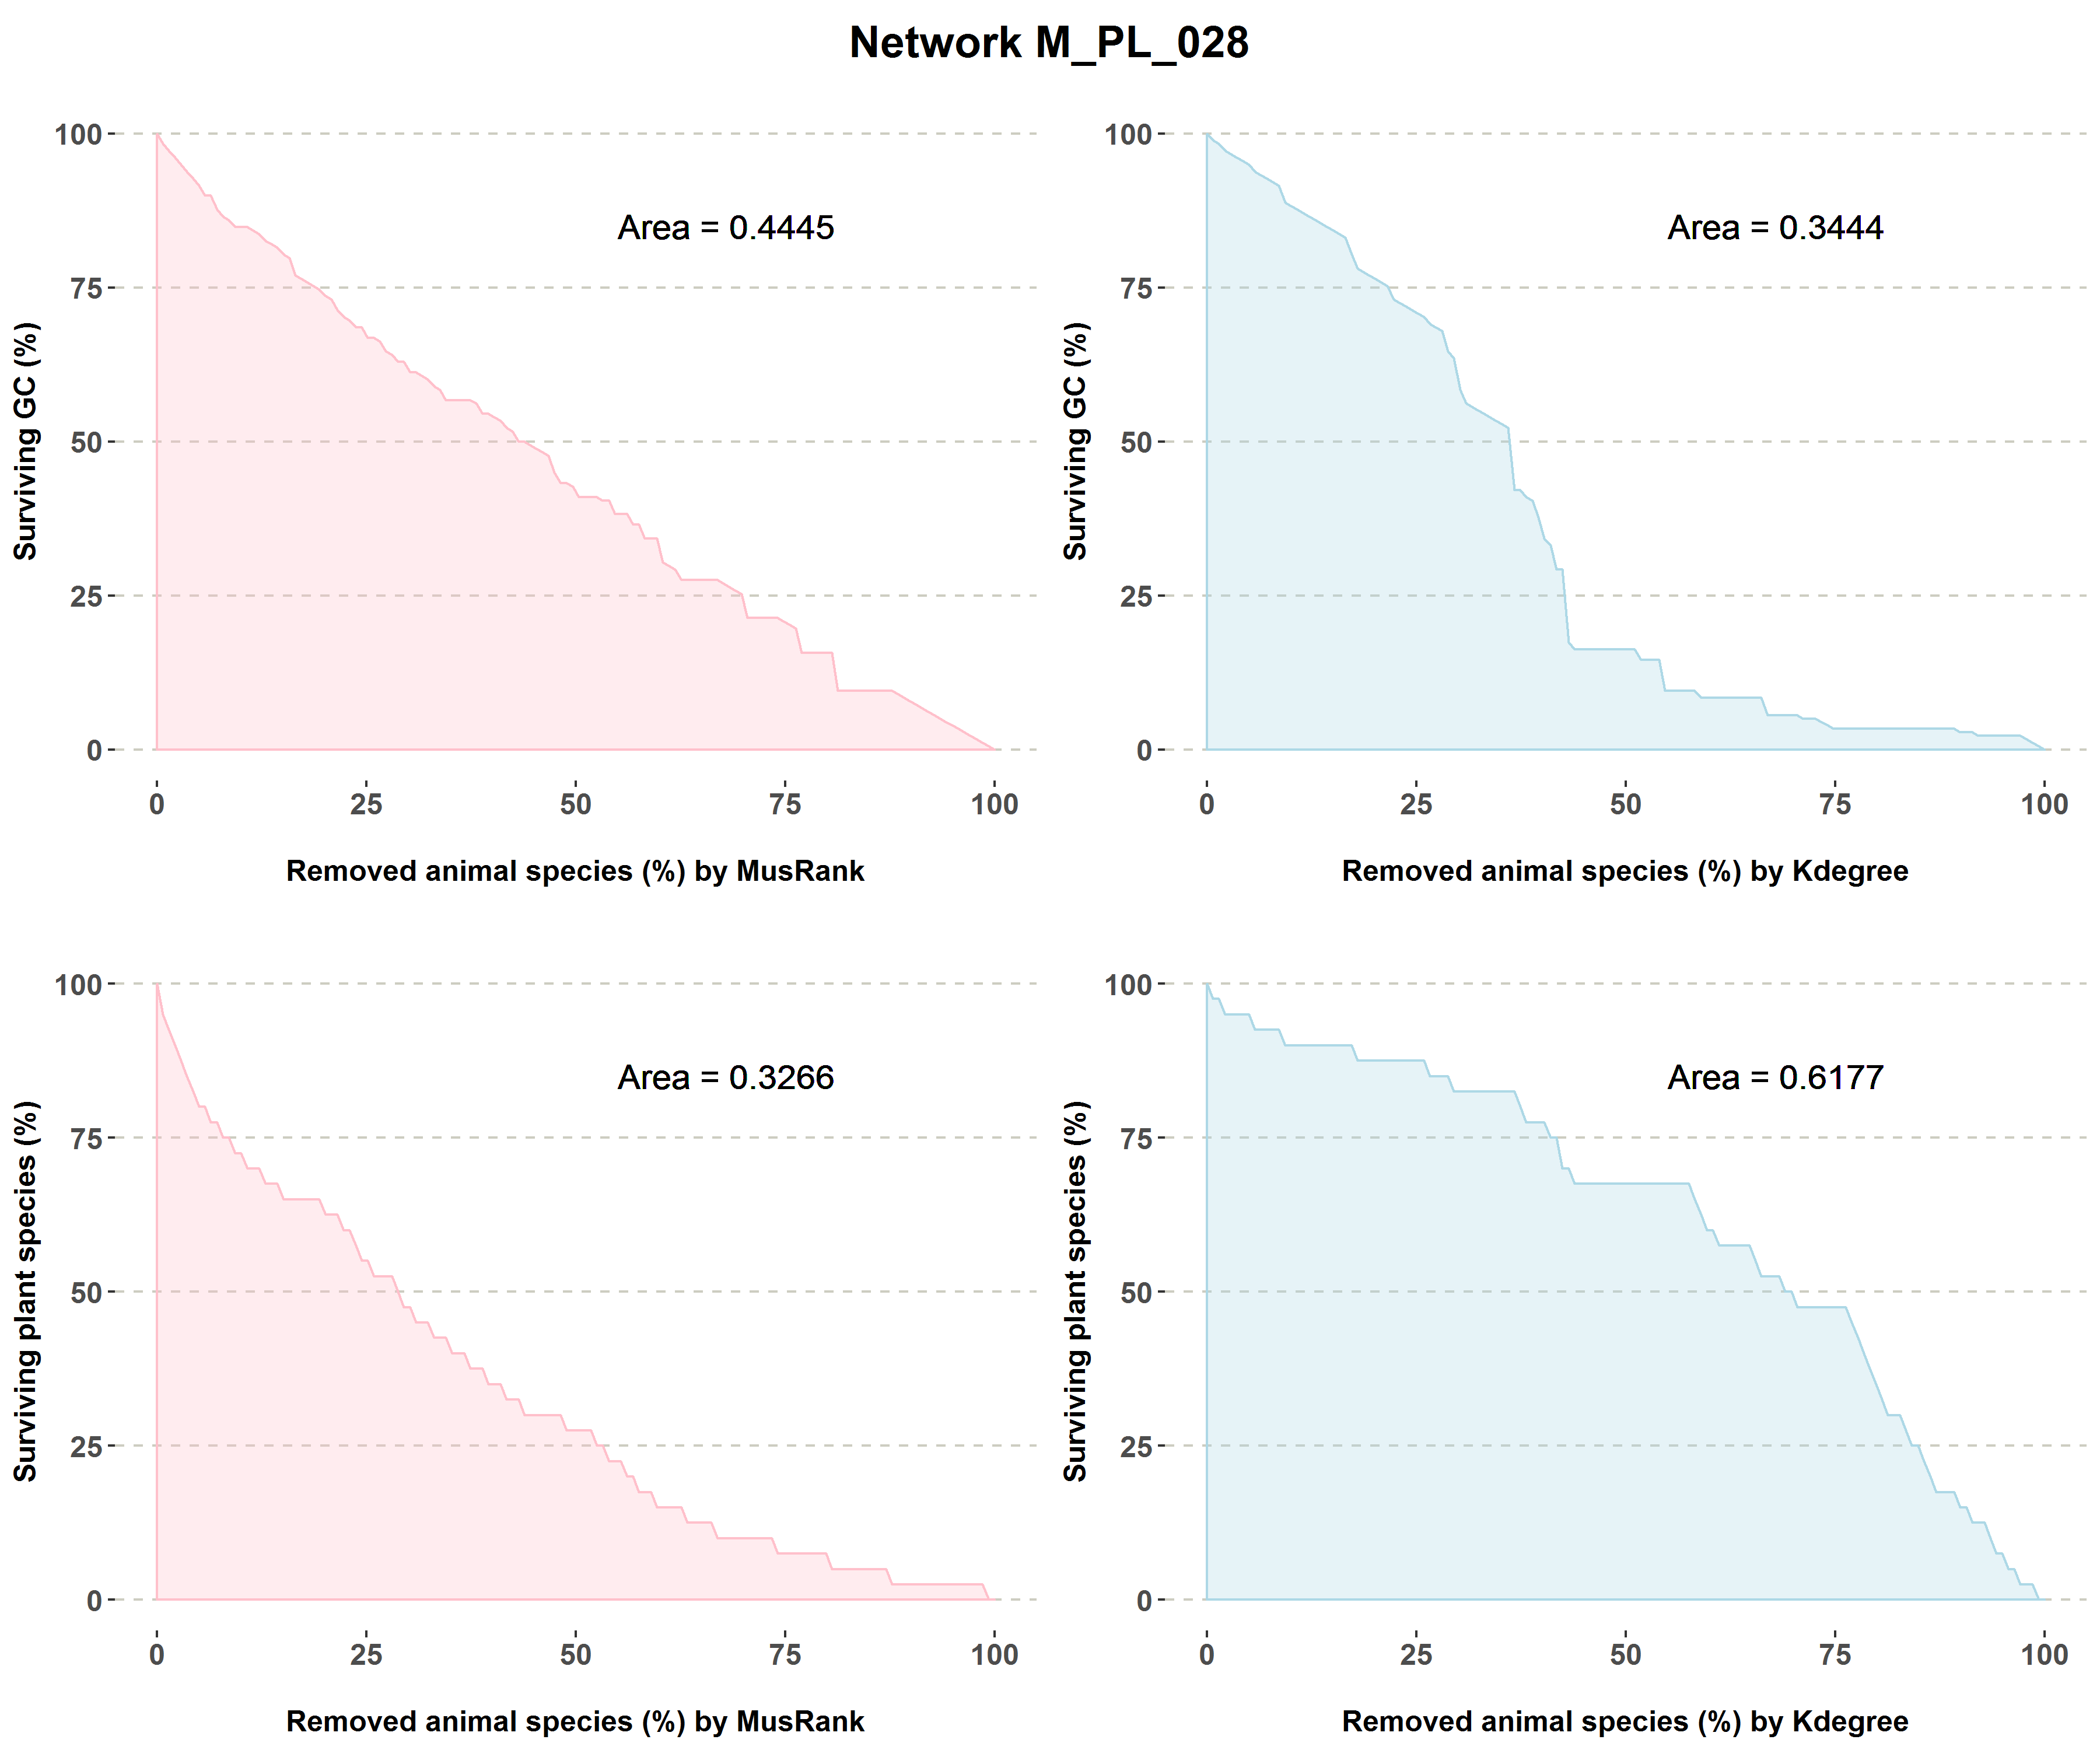 Network M_PL_028
100
75
50
25
0
Surviving GC (%)
Area = 0.4445
0 25 50 75 100
Removed animal species (%) by MusRank
100
75
50
25
0
Surviving GC (%)
Area = 0.3444
0 25 50 75 100
Removed animal species (%) by Kdegree
100
75
50
25
0
Surviving plant species (%)
Area = 0.3266
0 25 50 75 100
Removed animal species (%) by MusRank
100
75
50
25
0
Surviving plant species (%)
Area = 0.6177
0 25 50 75 100
Removed animal species (%) by Kdegree